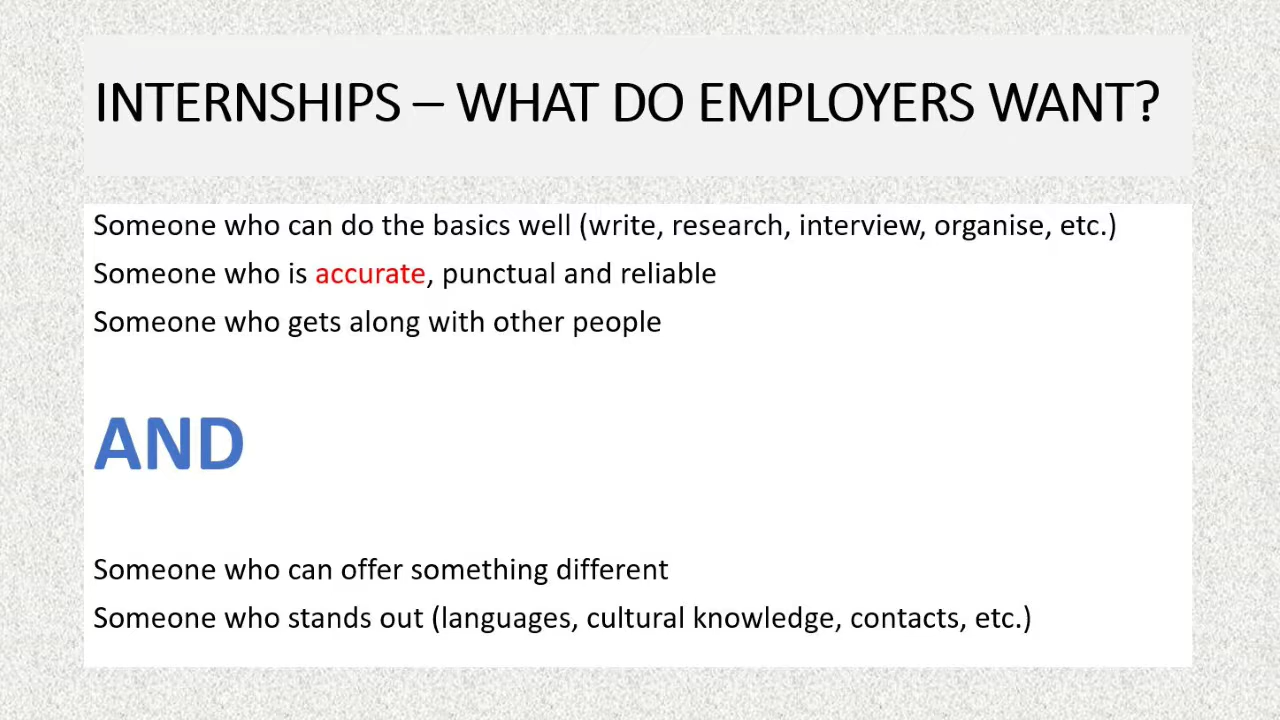 INTERNSHIPS – WHAT DO EMPLOYERS WANT?
Someone who can do the basics well (write, research, interview, organise, etc.)
Someone who is accurate, punctual and reliable
Someone who gets along with other people
AND
Someone who can offer something different
Someone who stands out (languages, cultural knowledge, contacts, etc.)